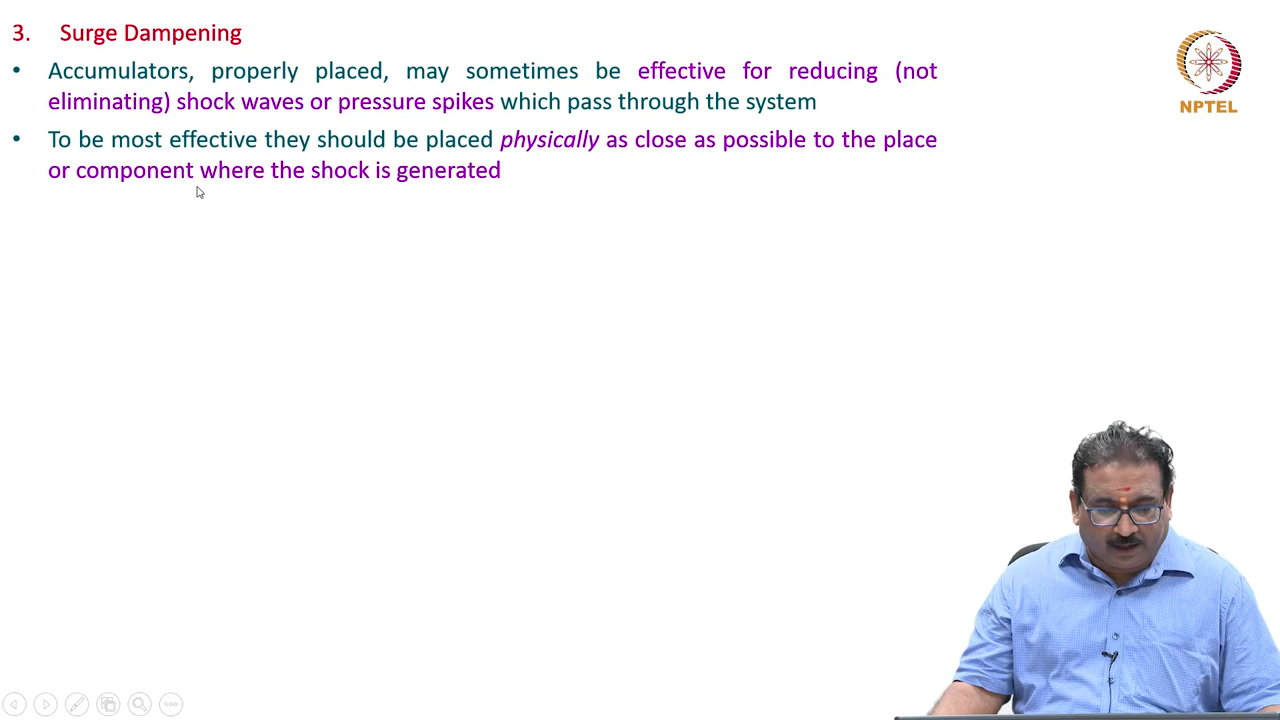 3. Surge Dampening
• Accumulators, properly placed, may sometimes be effective for reducing (not
eliminating) shock waves or pressure spikes which pass through the system
• To be most effective they should be placed physically as close as possible to the place
or component where the shock is generated
NPTEL